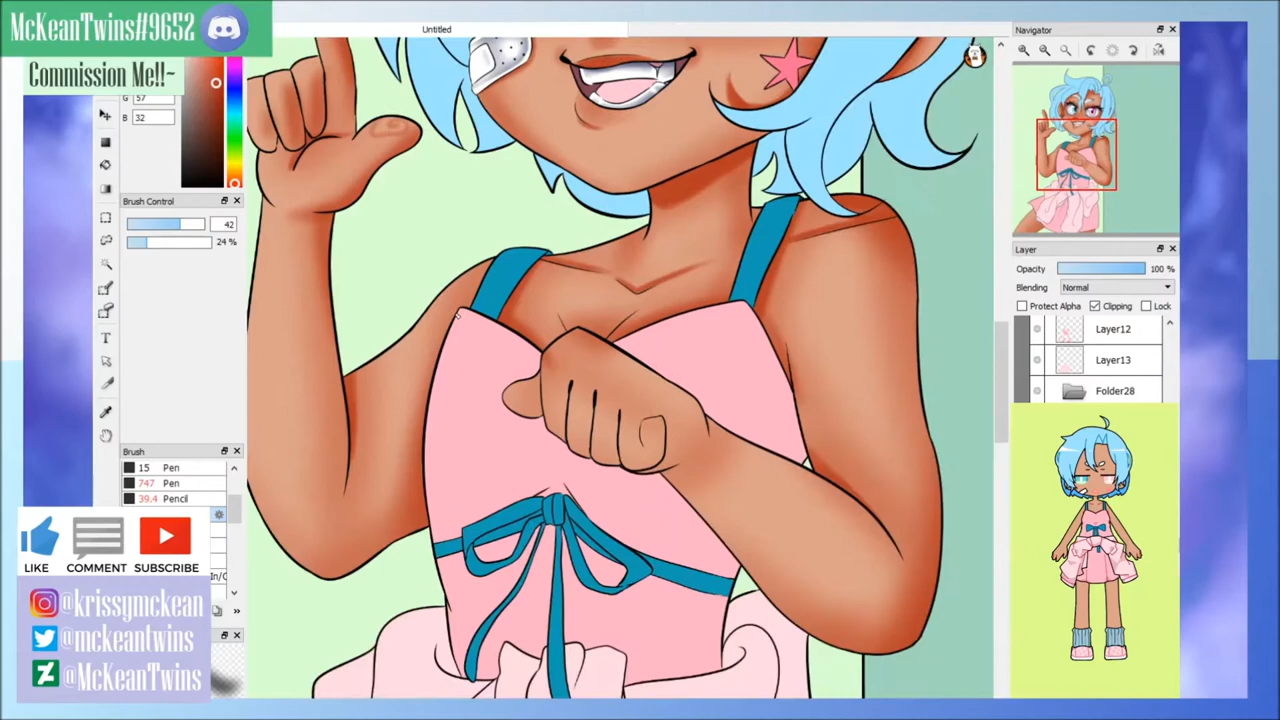 McKeanTwins#9652
Commission Me!!~
Untitled
G 57
B 32
Brush Control
42
24 %
Brush
15 Pen
747 Pen
39.4 Pencil
In/O
LIKE COMMENT SUBSCRIBE
@krissymckean
@mckeantwins
@McKeanTwins
Navigator
Layer
Opacity 100 %
Blending Normal
Protect Alpha Clipping Lock
Layer12
Layer13
Folder28